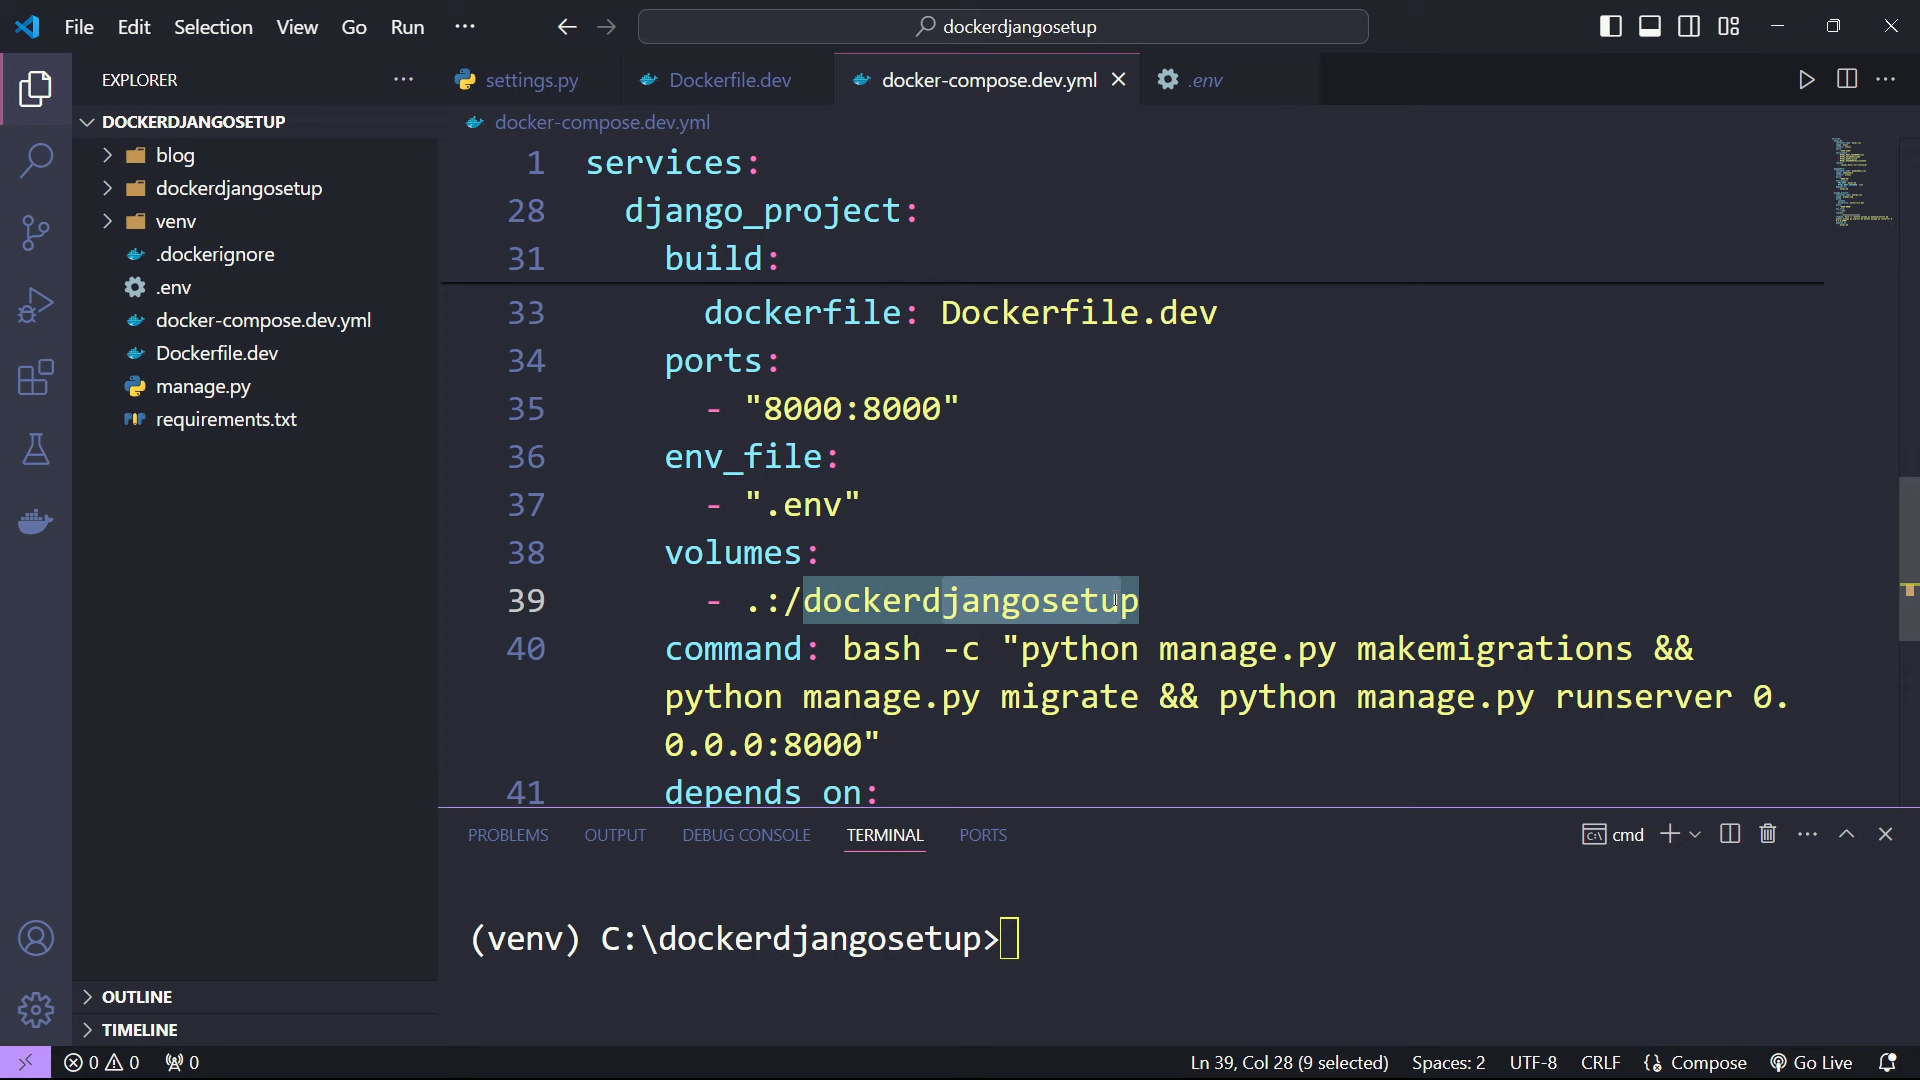 File Edit Selection View Go Run ··· dockerdjangosetup
EXPLORER
settings.py Dockerfile.dev docker-compose.dev.yml .env
DOCKERDJANGOSETUP
blog
dockerdjangosetup
venv
.dockerignore
.env
docker-compose.dev.yml
Dockerfile.dev
manage.py
requirements.txt
OUTLINE
TIMELINE
docker-compose.dev.yml
1 services:
28 django_project:
31 build:
33 dockerfile: Dockerfile.dev
34 ports:
35 - "8000:8000"
36 env_file:
37 - ".env"
38 volumes:
39 - .:/dockerdjangosetup
40 command: bash -c "python manage.py makemigrations &&
python manage.py migrate && python manage.py runserver 0.
0.0.0:8000"
41 depends_on:
PROBLEMS OUTPUT DEBUG CONSOLE TERMINAL PORTS cmd
(venv) C:\dockerdjangosetup>
0 0 0 Ln 39, Col 28 (9 selected) Spaces: 2 UTF-8 CRLF Compose Go Live